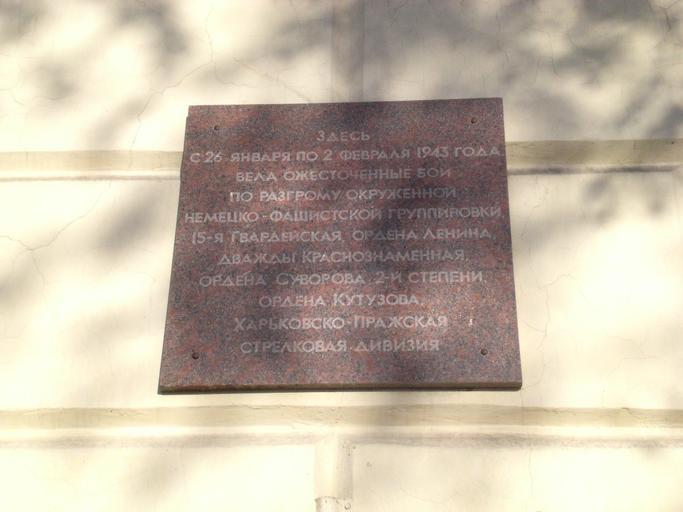 Здесь
с 26 января по 2 февраля 1943 года
вела ожесточенные бои
по разгрому окруженной
немецко-фашистской группировки
15-я Гвардейская, ордена Ленина,
дважды Краснознаменная,
ордена Суворова 2-й степени,
ордена Кутузова,
Харьковско-Пражская
стрелковая дивизия